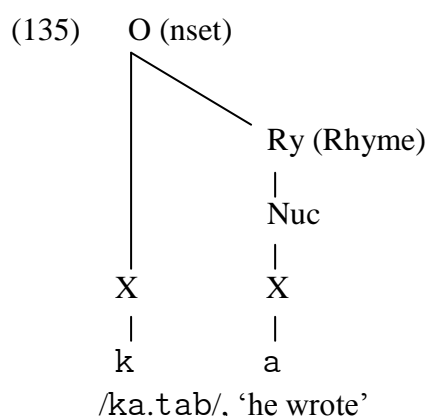 (135) O (nset)
Ry (Rhyme)
Nuc
X X
k a
/ka.tab/, ‘he wrote’